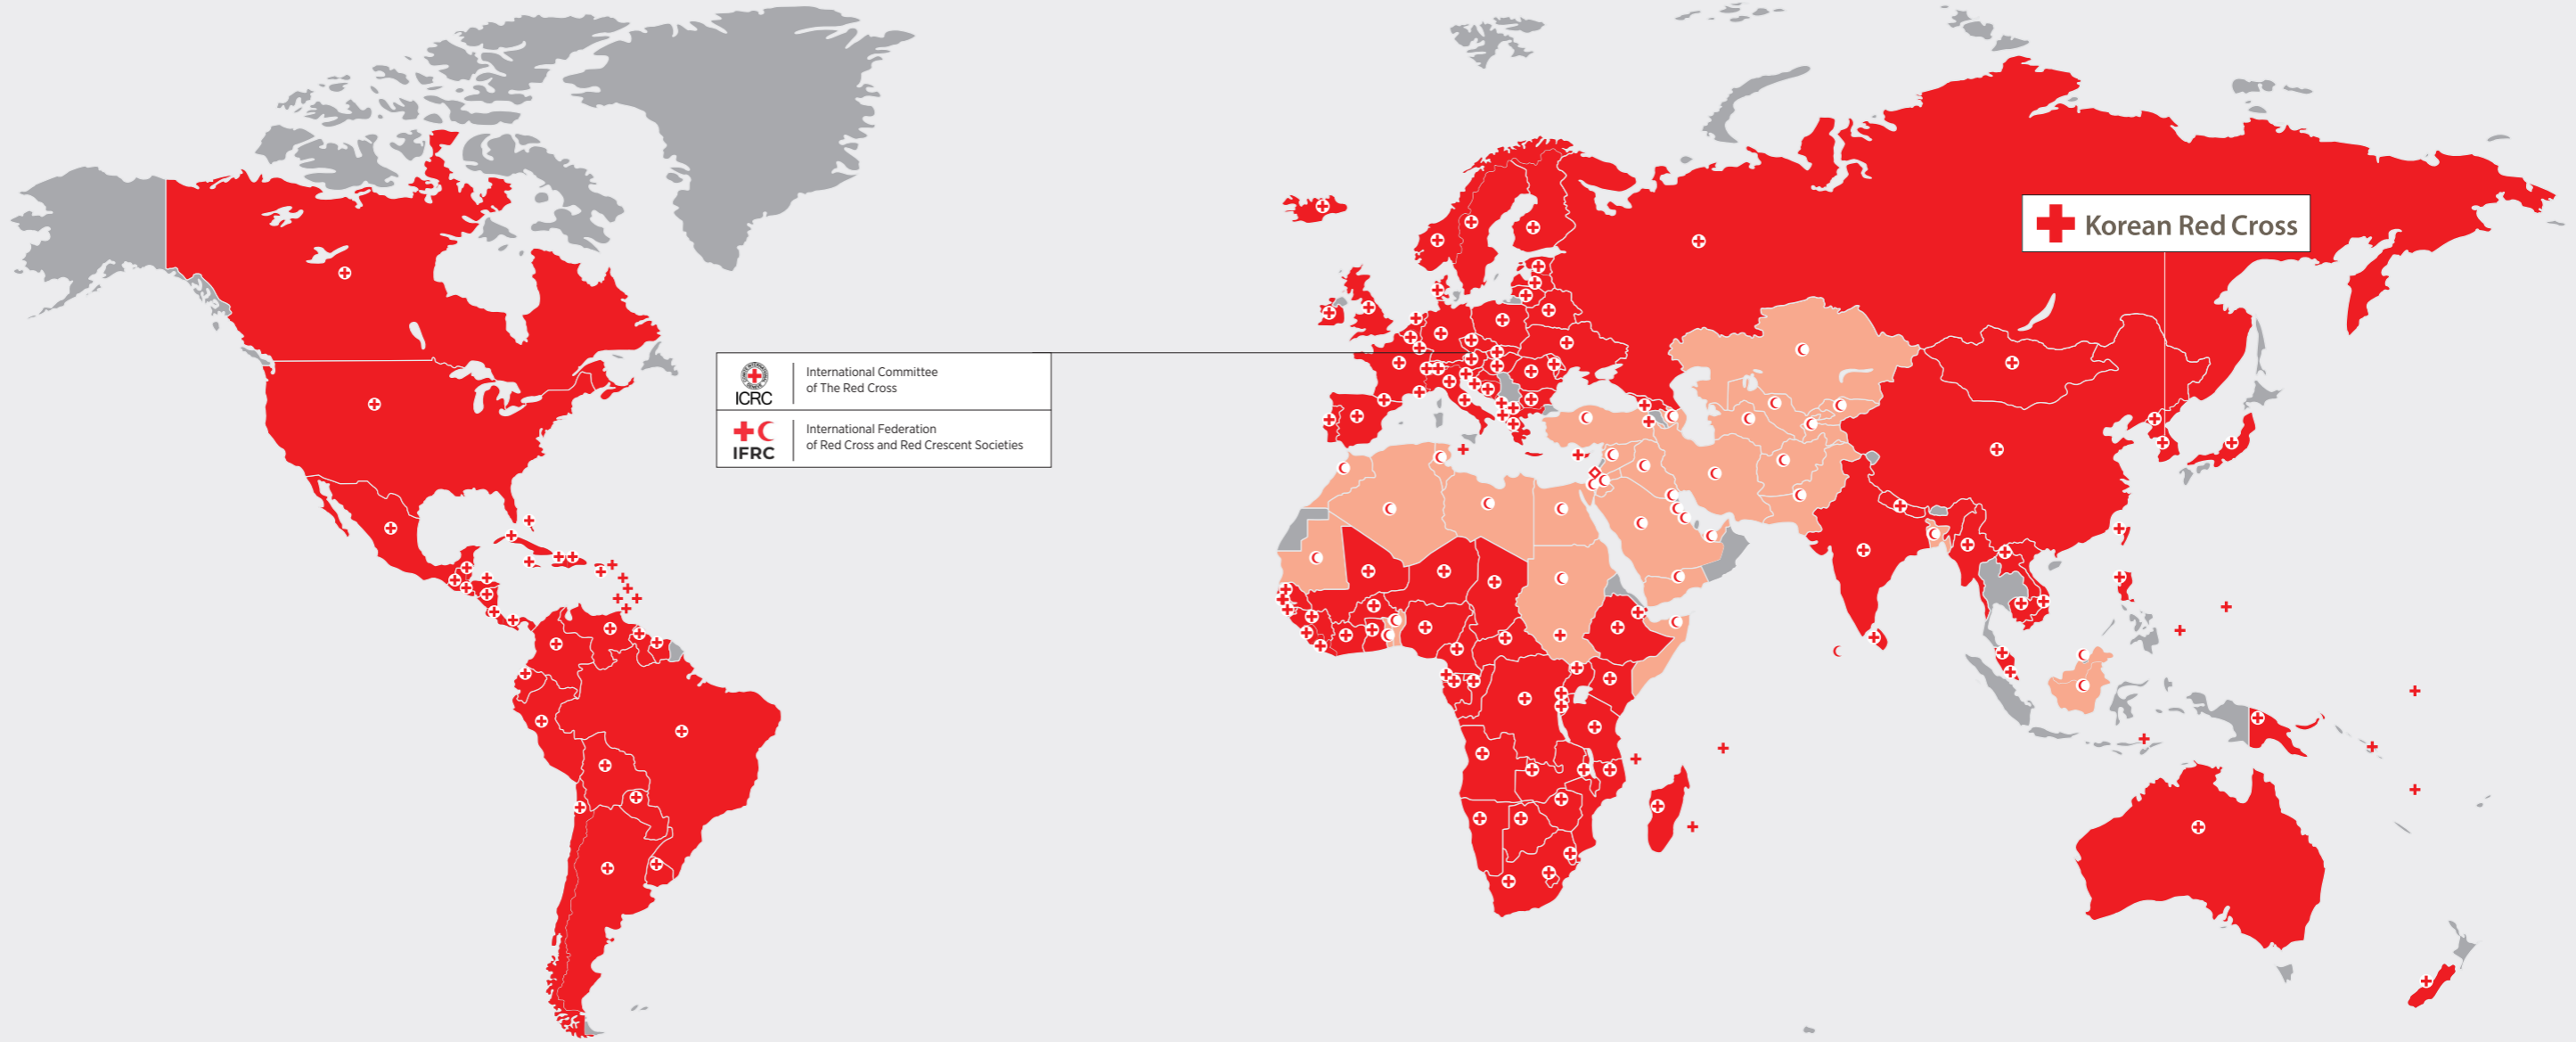 Korean Red Cross
ICRC
International Committee
of The Red Cross
IFRC
International Federation
of Red Cross and Red Crescent Societies